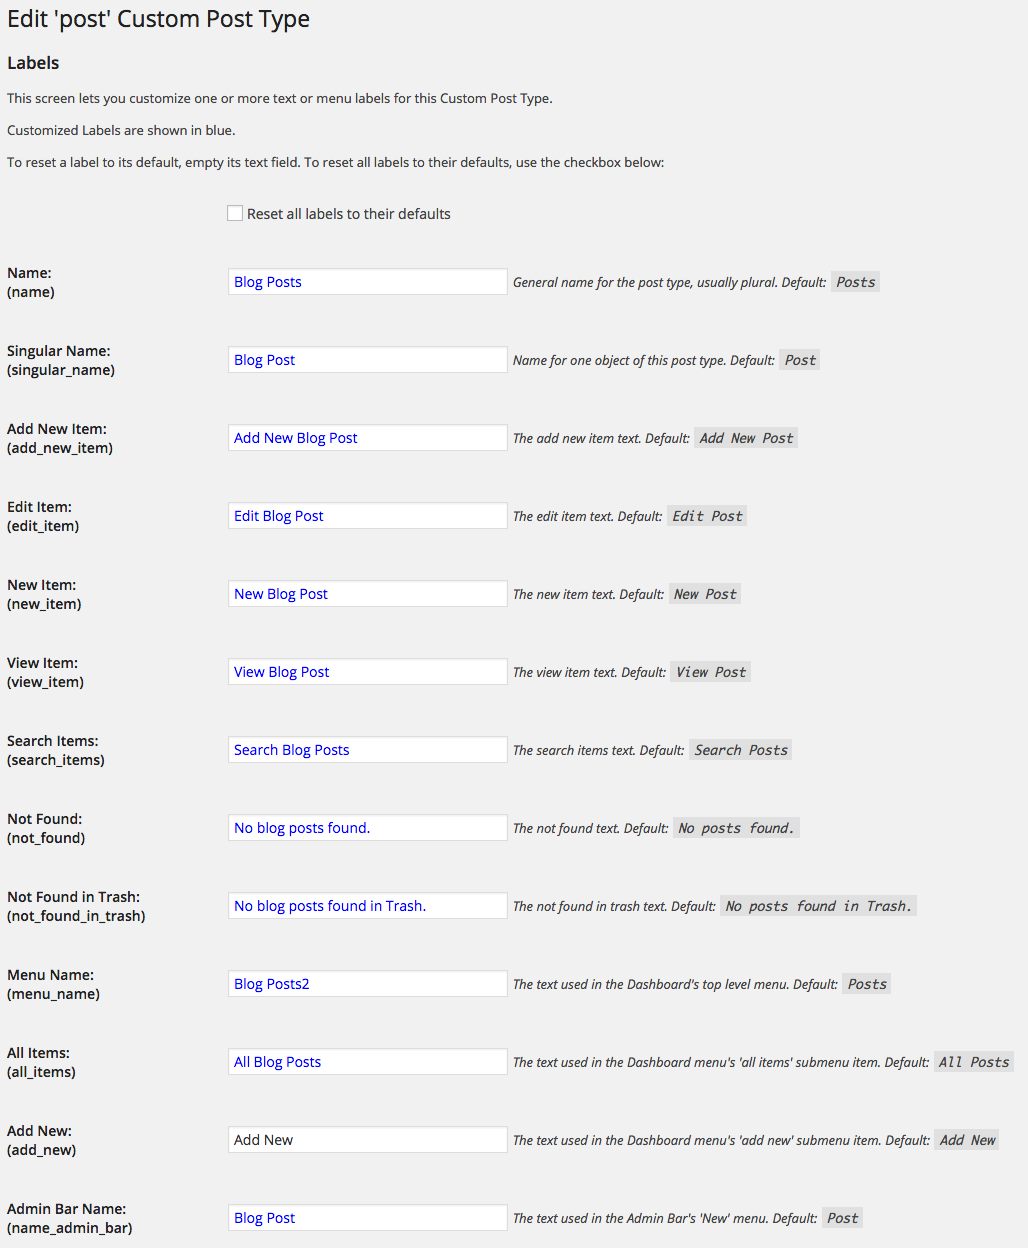 Edit 'post' Custom Post Type
Labels
This screen lets you customize one or more text or menu labels for this Custom Post Type.
Customized Labels are shown in blue.
To reset a label to its default, empty its text field. To reset all labels to their defaults, use the checkbox below:
Reset all labels to their defaults
Name:
(name)
Blog Posts
General name for the post type, usually plural. Default: Posts
Singular Name:
(singular_name)
Blog Post
Name for one object of this post type. Default: Post
Add New Item:
(add_new_item)
Add New Blog Post
The add new item text. Default: Add New Post
Edit Item:
(edit_item)
Edit Blog Post
The edit item text. Default: Edit Post
New Item:
(new_item)
New Blog Post
The new item text. Default: New Post
View Item:
(view_item)
View Blog Post
The view item text. Default: View Post
Search Items:
(search_items)
Search Blog Posts
The search items text. Default: Search Posts
Not Found:
(not_found)
No blog posts found.
The not found text. Default: No posts found.
Not Found in Trash:
(not_found_in_trash)
No blog posts found in Trash.
The not found in trash text. Default: No posts found in Trash.
Menu Name:
(menu_name)
Blog Posts2
The text used in the Dashboard's top level menu. Default: Posts
All Items:
(all_items)
All Blog Posts
The text used in the Dashboard menu's 'all items' submenu item. Default: All Posts
Add New:
(add_new)
Add New
The text used in the Dashboard menu's 'add new' submenu item. Default: Add New
Admin Bar Name:
(name_admin_bar)
Blog Post
The text used in the Admin Bar's 'New' menu. Default: Post